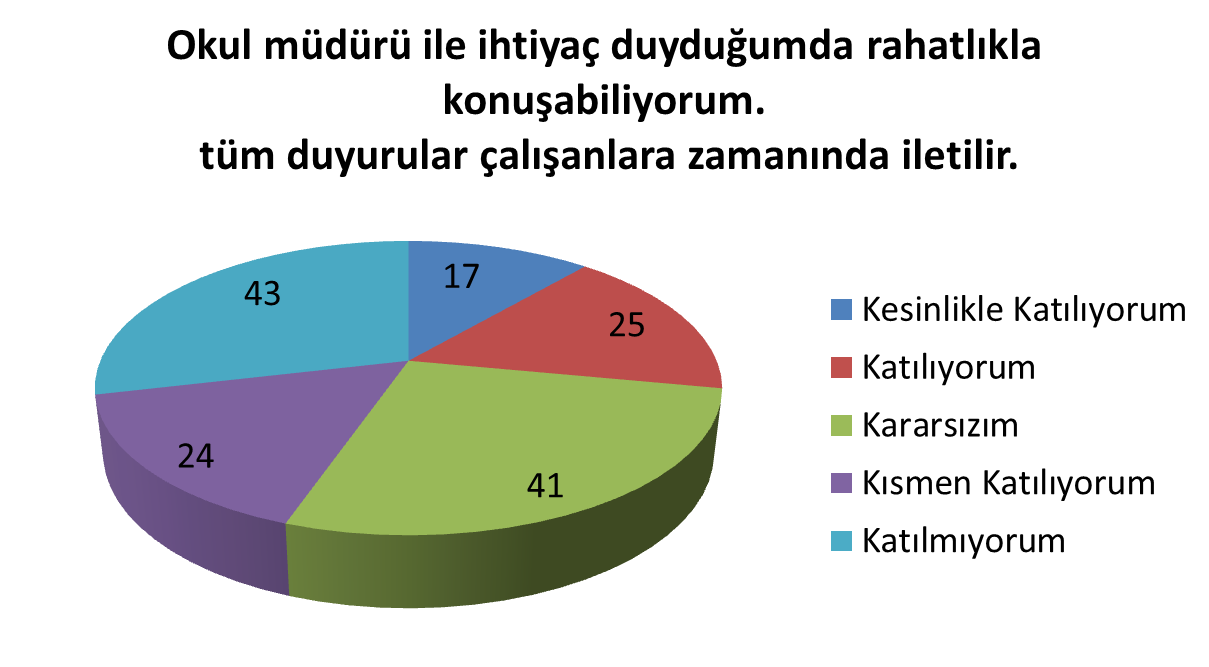 Okul müdürü ile ihtiyaç duyduğumda rahatlıkla
konuşabiliyorum.
tüm duyurular çalışanlara zamanında iletilir.
43
17
25
24
41
Kesinlikle Katılıyorum
Katılıyorum
Kararsızım
Kısmen Katılıyorum
Katılmıyorum